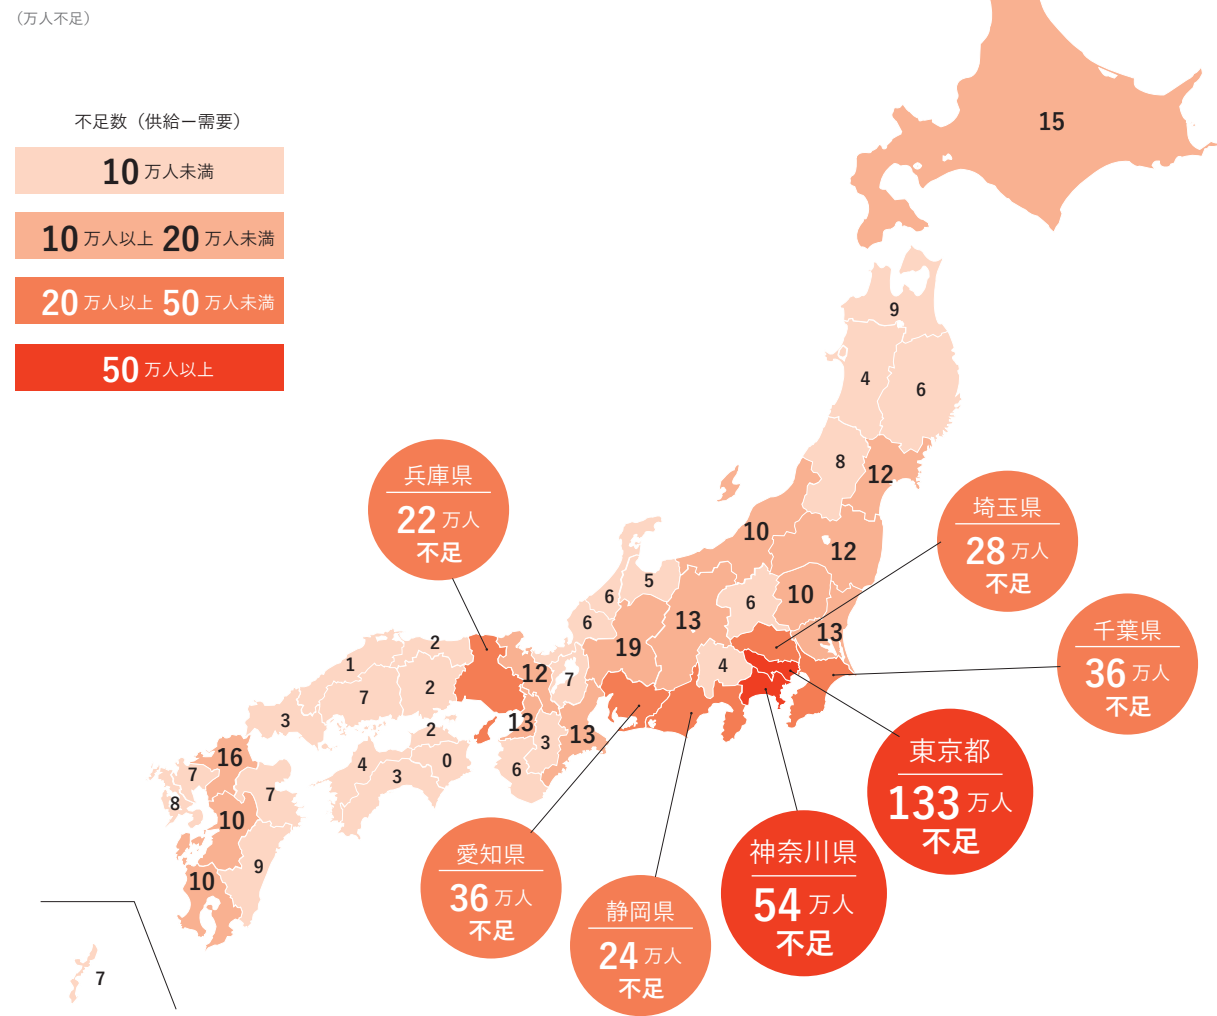 （万人不足）
不足数（供給ー需要）
10 万人未満
10 万人以上 20 万人未満
20 万人以上 50 万人未満
50 万人以上
15
9
4
6
8
12
10
12
5
6
6
19
13
6
10
13
4
兵庫県
22 万人
不足
埼玉県
28 万人
不足
千葉県
36 万人
不足
東京都
133 万人
不足
神奈川県
54 万人
不足
静岡県
24 万人
不足
愛知県
36 万人
不足
2
1
7
2
3
12
7
13
3
13
6
2
0
4
3
16
7
8
7
10
9
10
7